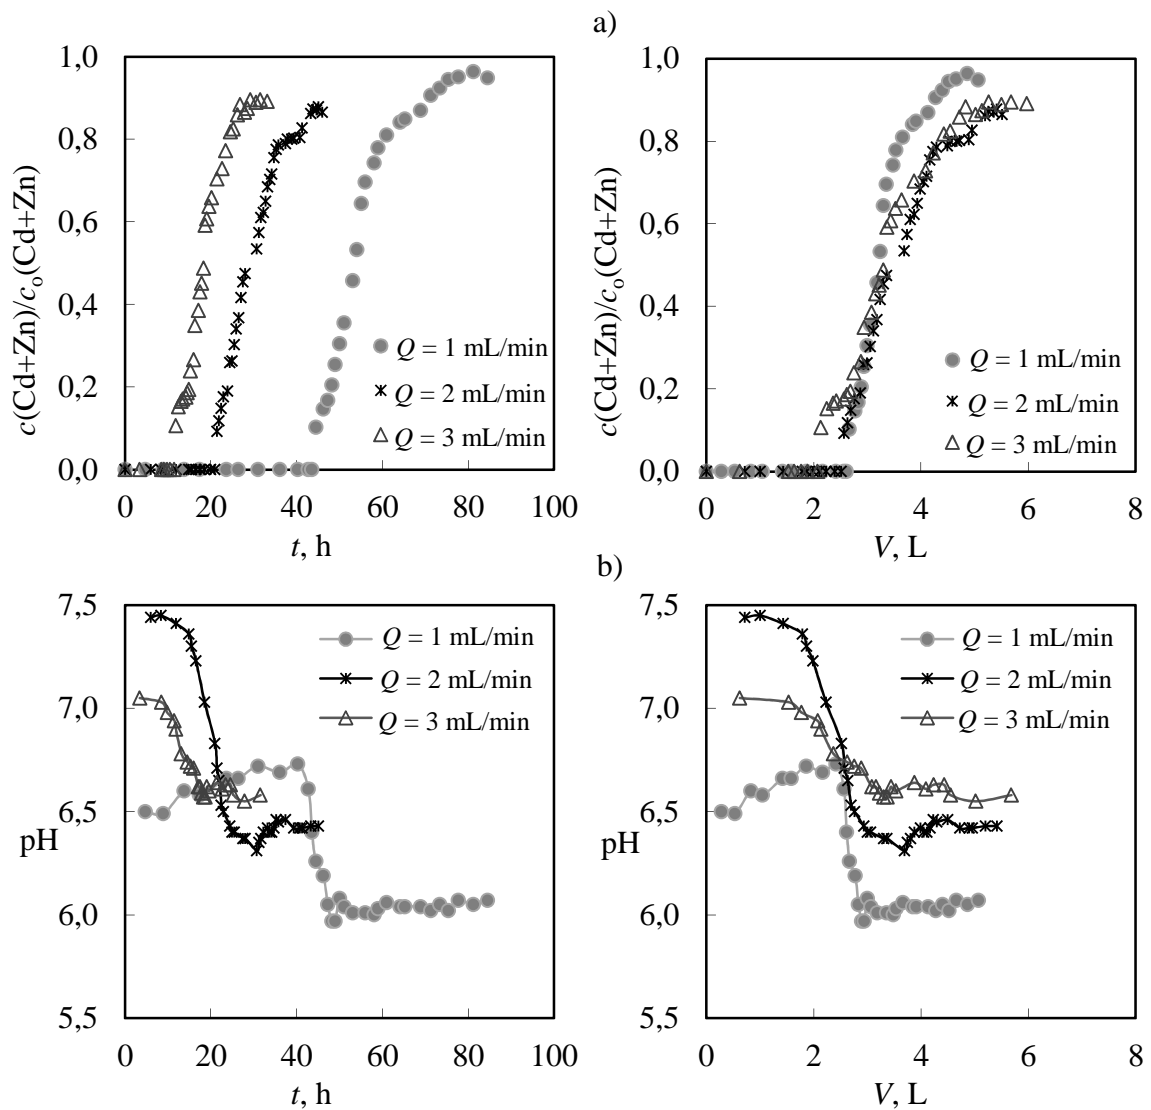 a)
1,0
0,8
0,6
0,4
0,2
0,0
c(Cd+Zn)/cₒ(Cd+Zn)
Q = 1 mL/min
Q = 2 mL/min
Q = 3 mL/min
0 20 40 60 80 100
t, h
1,0
0,8
0,6
0,4
0,2
0,0
c(Cd+Zn)/cₒ(Cd+Zn)
Q = 1 mL/min
Q = 2 mL/min
Q = 3 mL/min
0 2 4 6 8
V, L
b)
7,5
7,0
6,5
6,0
5,5
pH
Q = 1 mL/min
Q = 2 mL/min
Q = 3 mL/min
0 20 40 60 80 100
t, h
7,5
7,0
6,5
6,0
5,5
pH
Q = 1 mL/min
Q = 2 mL/min
Q = 3 mL/min
0 2 4 6 8
V, L